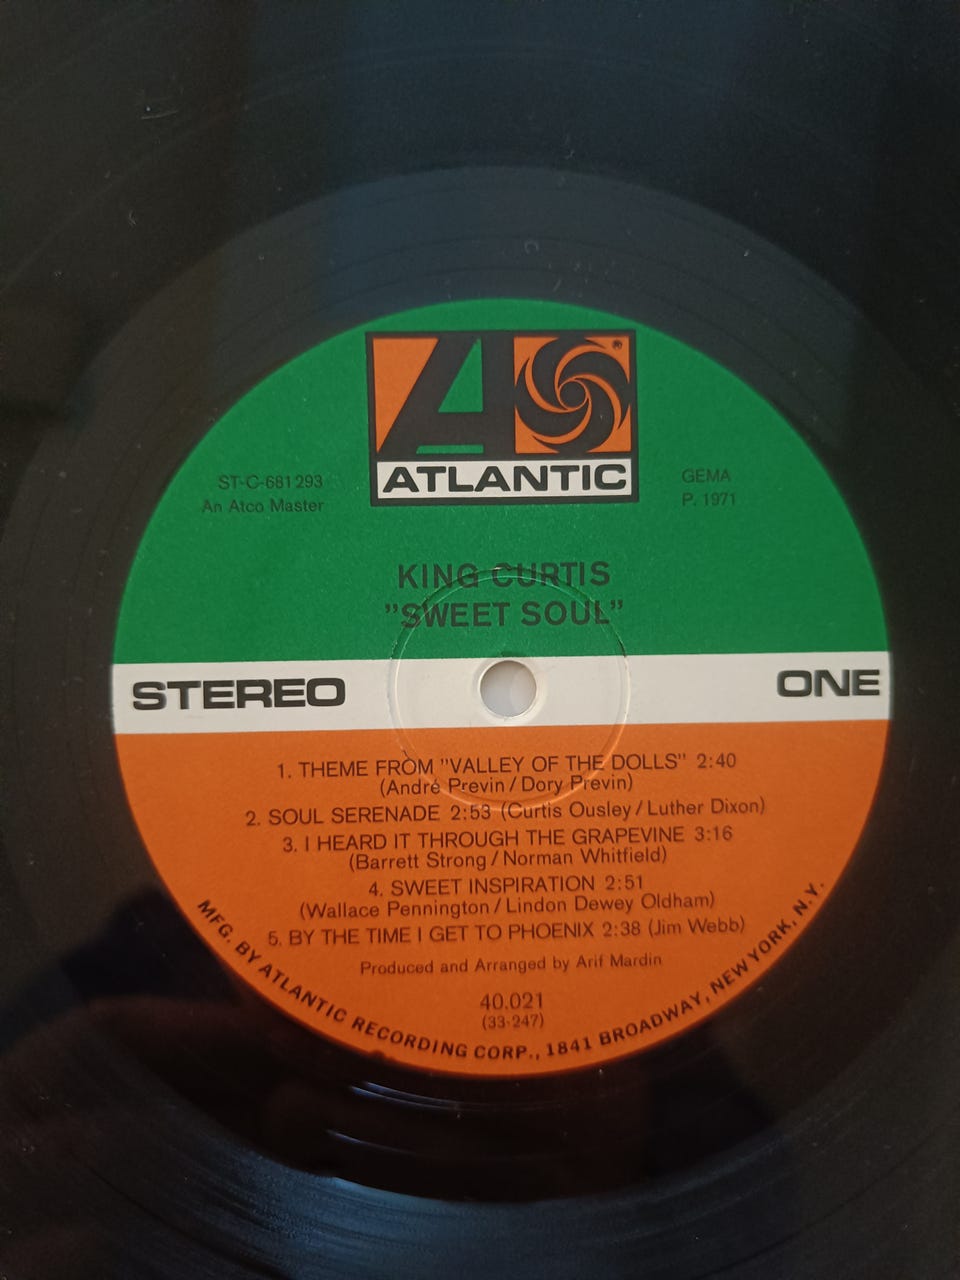 ATLANTIC
®
ST-C-681293
An Atco Master
GEMA
P. 1971
KING CURTIS
"SWEET SOUL"
STEREO
ONE
1. THEME FROM "VALLEY OF THE DOLLS" 2:40
(André Previn / Dory Previn)
2. SOUL SERENADE 2:53 (Curtis Ousley / Luther Dixon)
3. I HEARD IT THROUGH THE GRAPEVINE 3:16
(Barrett Strong / Norman Whitfield)
4. SWEET INSPIRATION 2:51
(Wallace Pennington / Lindon Dewey Oldham)
5. BY THE TIME I GET TO PHOENIX 2:38 (Jim Webb)
Produced and Arranged by Arif Mardin
40.021
(33-247)
MFG. BY ATLANTIC RECORDING CORP., 1841 BROADWAY, NEW YORK, N.Y.